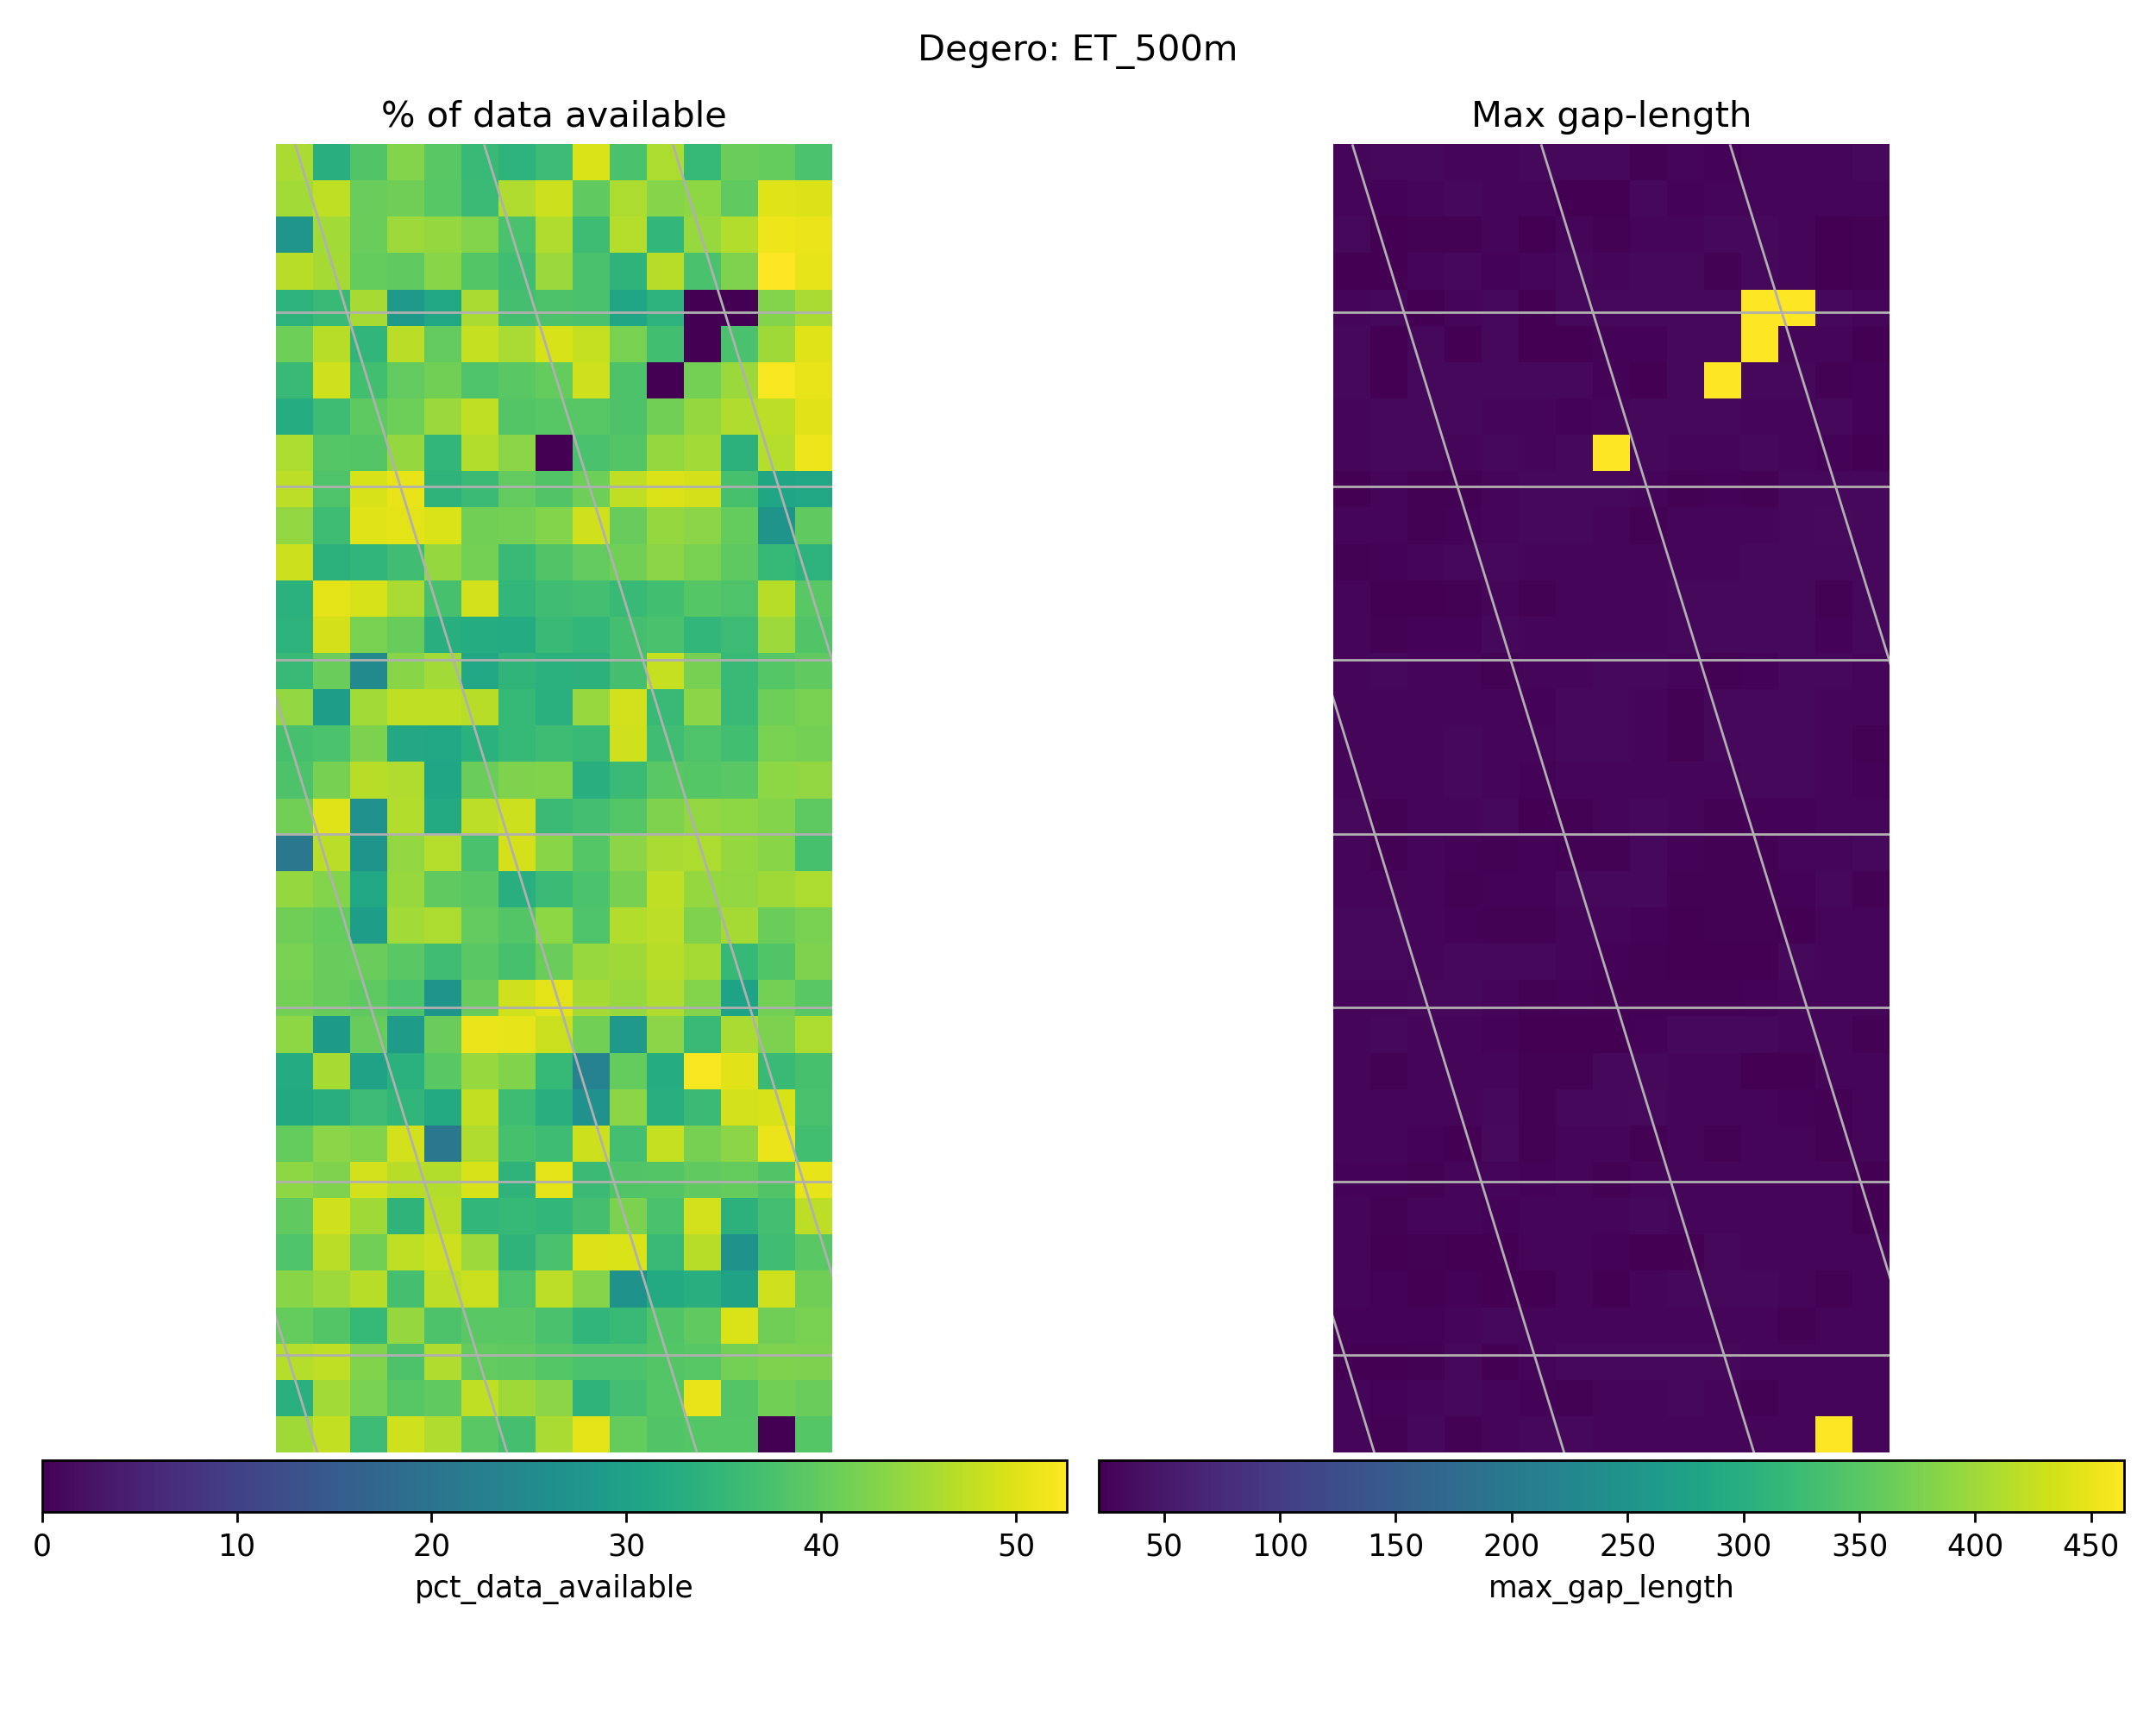 Degero: ET_500m
% of data available
Max gap-length
0 10 20 30 40 50
pct_data_available
50 100 150 200 250 300 350 400 450
max_gap_length